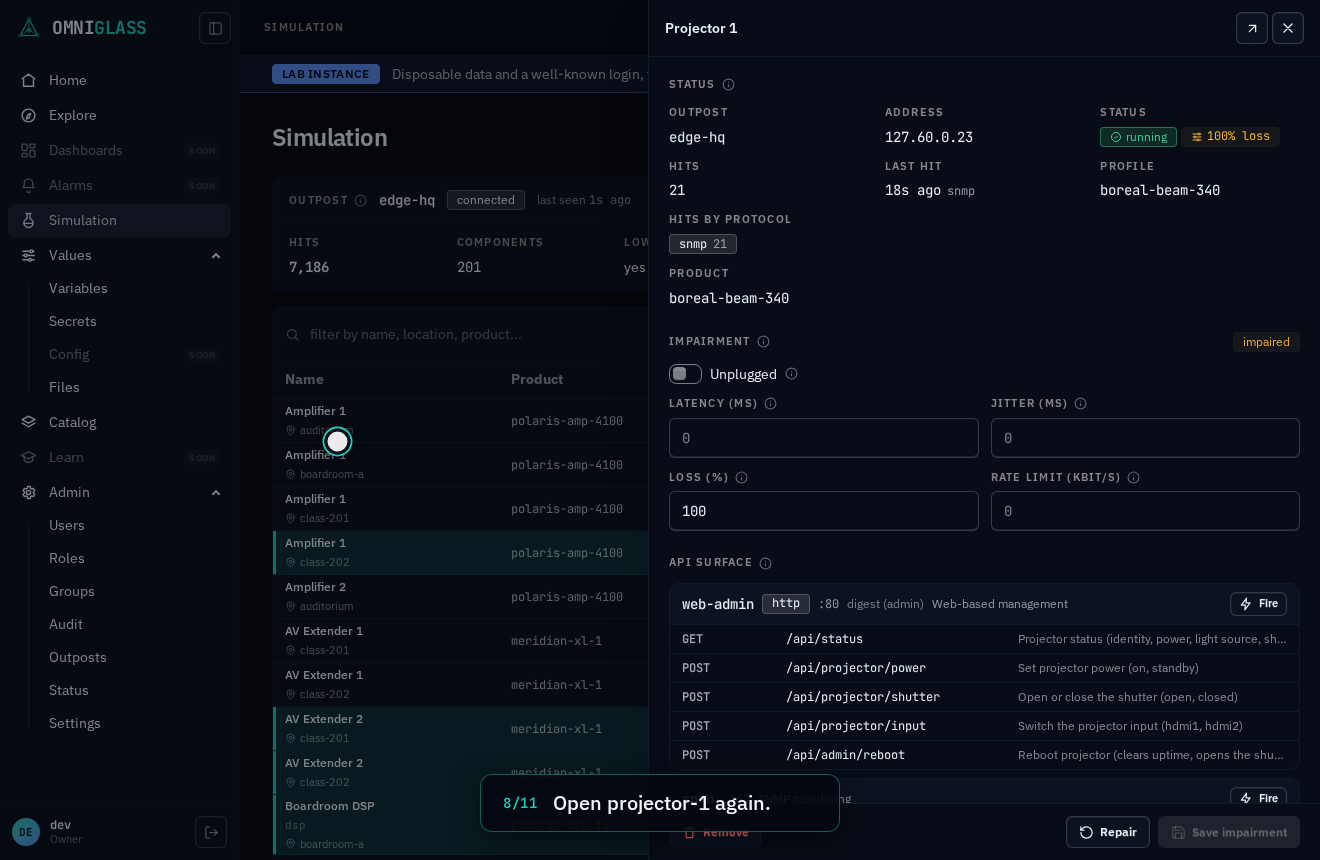 OMNIGLASS
Home
Explore
Dashboards SOON
Alarms SOON
Simulation
Values
Variables
Secrets
Config SOON
Files
Catalog
Learn SOON
Admin
Users
Roles
Groups
Audit
Outposts
Status
Settings
DE dev
Owner
SIMULATION
LAB INSTANCE Disposable data and a well-known login,
Simulation
OUTPOST edge-hq connected last seen 1s ago
HITS COMPONENTS
7,186 201 yes
filter by name, location, product...
Name Product
Amplifier 1
polaris-amp-4100
Amplifier 1
boardroom-a
polaris-amp-4100
Amplifier 1
class-201
polaris-amp-4100
Amplifier 1
class-202
polaris-amp-4100
Amplifier 2
auditorium
polaris-amp-4100
AV Extender 1
class-201
meridian-xl-1
AV Extender 1
class-202
meridian-xl-1
AV Extender 2
class-201
meridian-xl-1
AV Extender 2
class-202
meridian-xl-1
Boardroom DSP
dsp
boardroom-a
Projector 1
STATUS
OUTPOST ADDRESS STATUS
edge-hq 127.60.0.23 running 100% loss
HITS LAST HIT PROFILE
21 18s ago snmp boreal-beam-340
HITS BY PROTOCOL
snmp 21
PRODUCT
boreal-beam-340
IMPAIRMENT impaired
Unplugged
LATENCY (MS) JITTER (MS)
0 0
LOSS (%) RATE LIMIT (KBIT/S)
100 0
API SURFACE
web-admin http :80 digest (admin) Web-based management Fire
GET /api/status Projector status (identity, power, light source, sh...
POST /api/projector/power Set projector power (on, standby)
POST /api/projector/shutter Open or close the shutter (open, closed)
POST /api/projector/input Switch the projector input (hdmi1, hdmi2)
POST /api/admin/reboot Reboot projector (clears uptime, opens the shu...
Fire
8/11 Open projector-1 again.
Remove Repair Save impairment